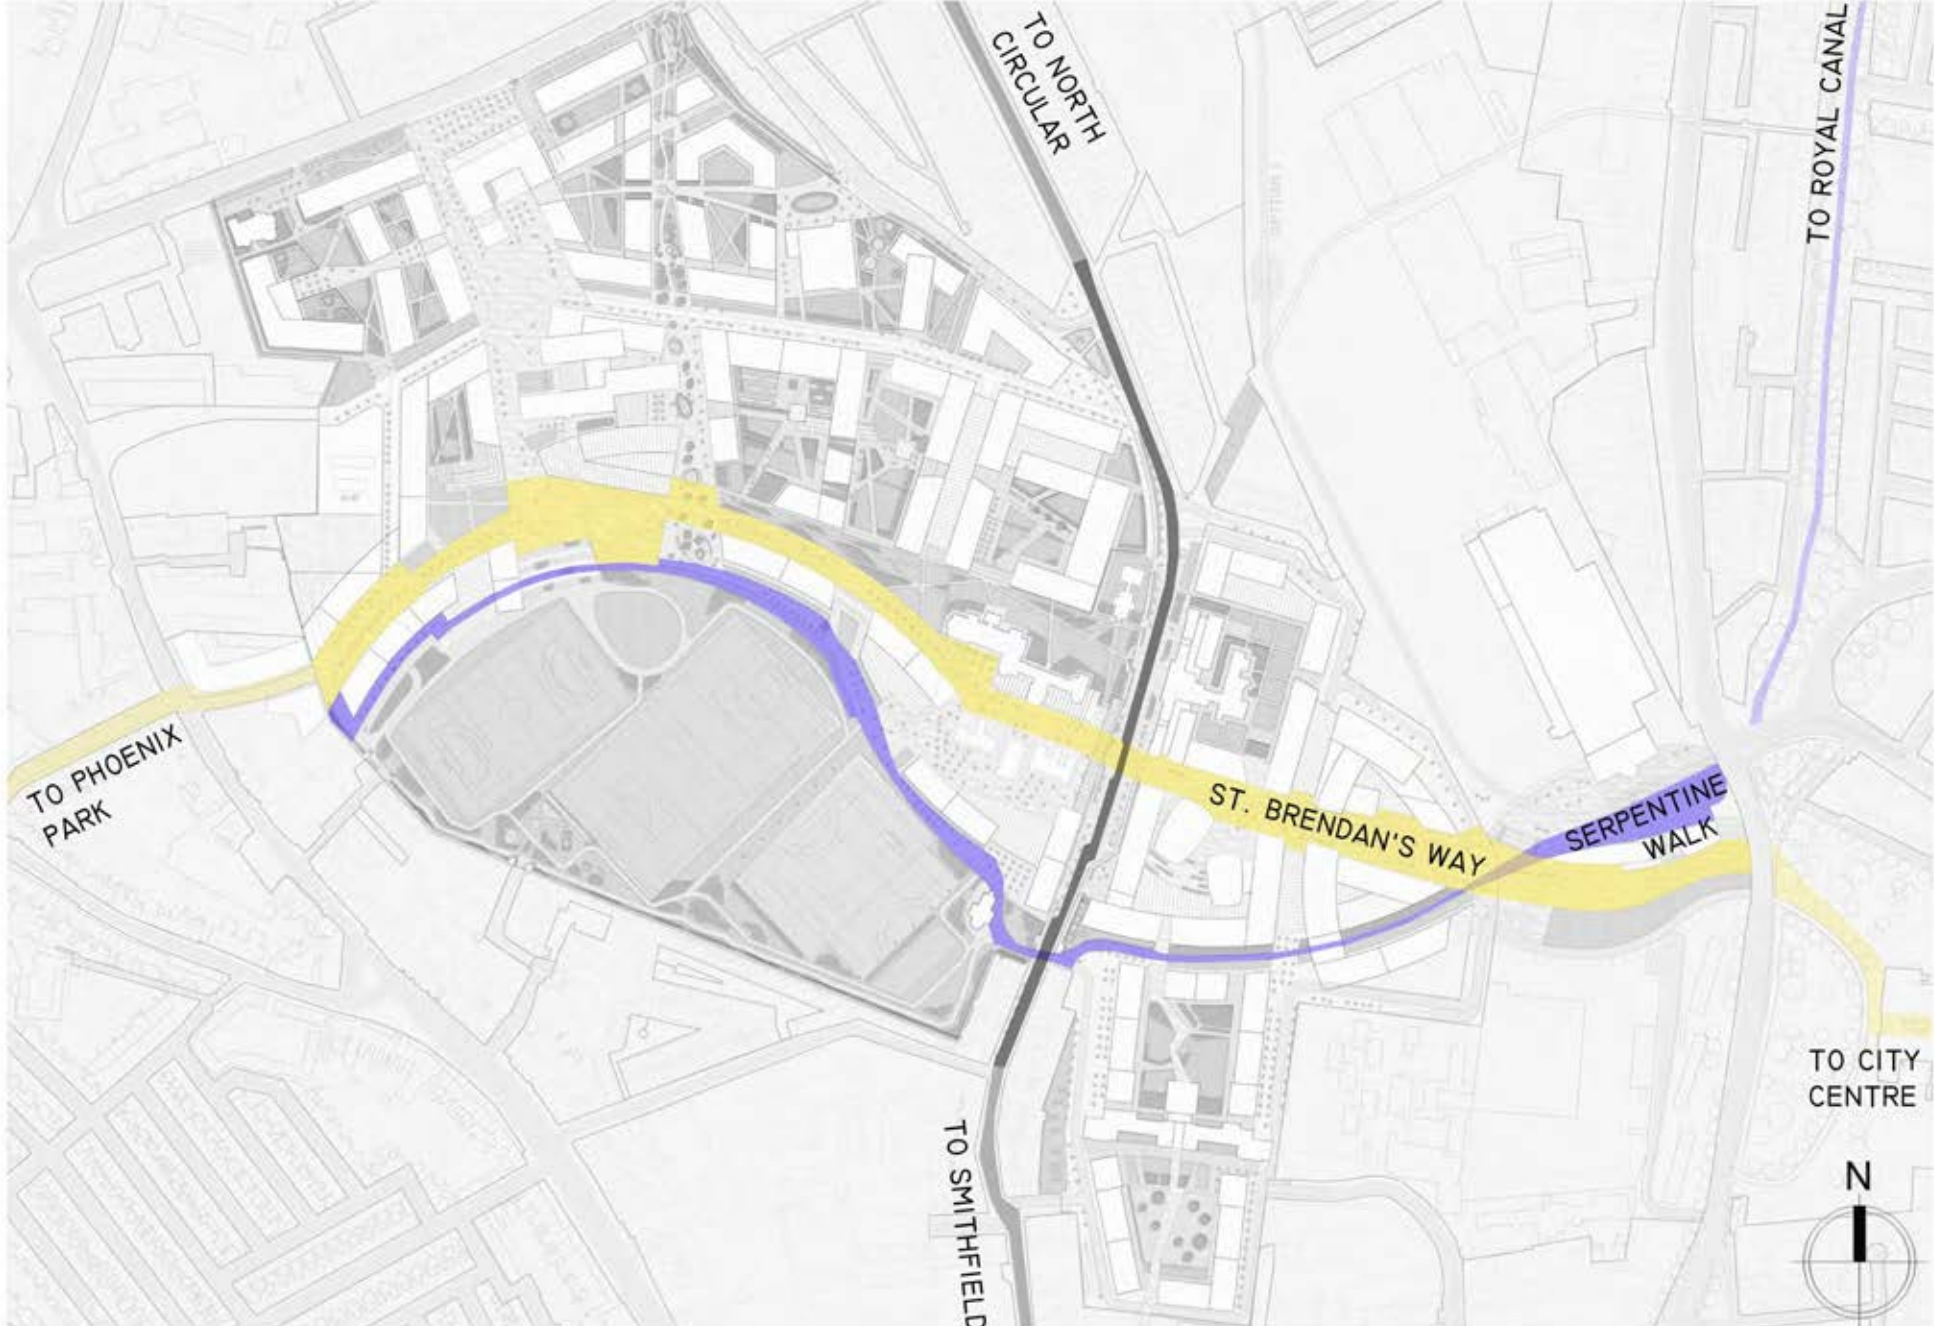 TO NORTH
CIRCULAR
TO ROYAL CANAL
TO PHOENIX
PARK
ST. BRENDAN'S WAY
SERPENTINE
WALK
TO CITY
CENTRE
TO SMITHFIELD
N